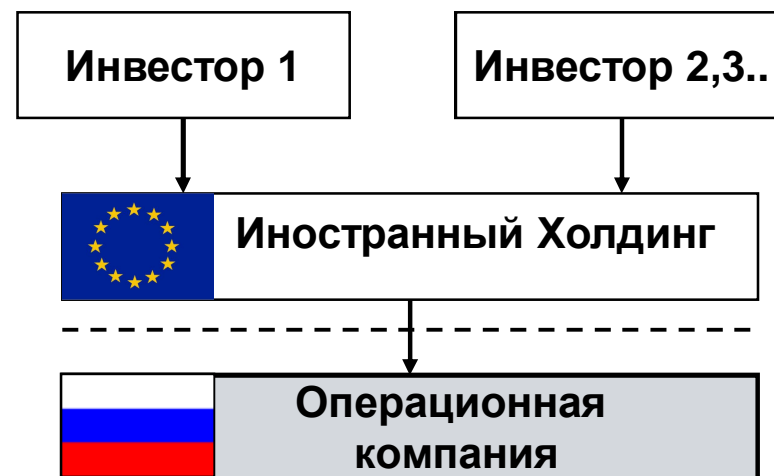 Инвестор 1
Инвестор 2,3..
Иностранный Холдинг
Операционная
компания